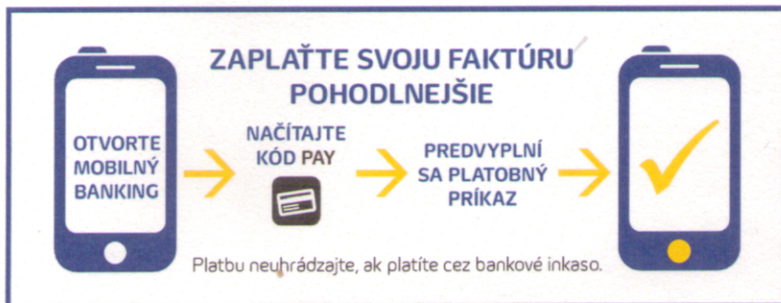 ZAPLAŤTE SVOJU FAKTÚRU
POHODLNEJŠIE
OTVORTE
MOBILNÝ
BANKING
NAČÍTAJTE
KÓD PAY
PREDVYPLNÍ
SA PLATOBNÝ
PRÍKAZ
Platbu neuhrádzajte, ak platíte cez bankové inkaso.